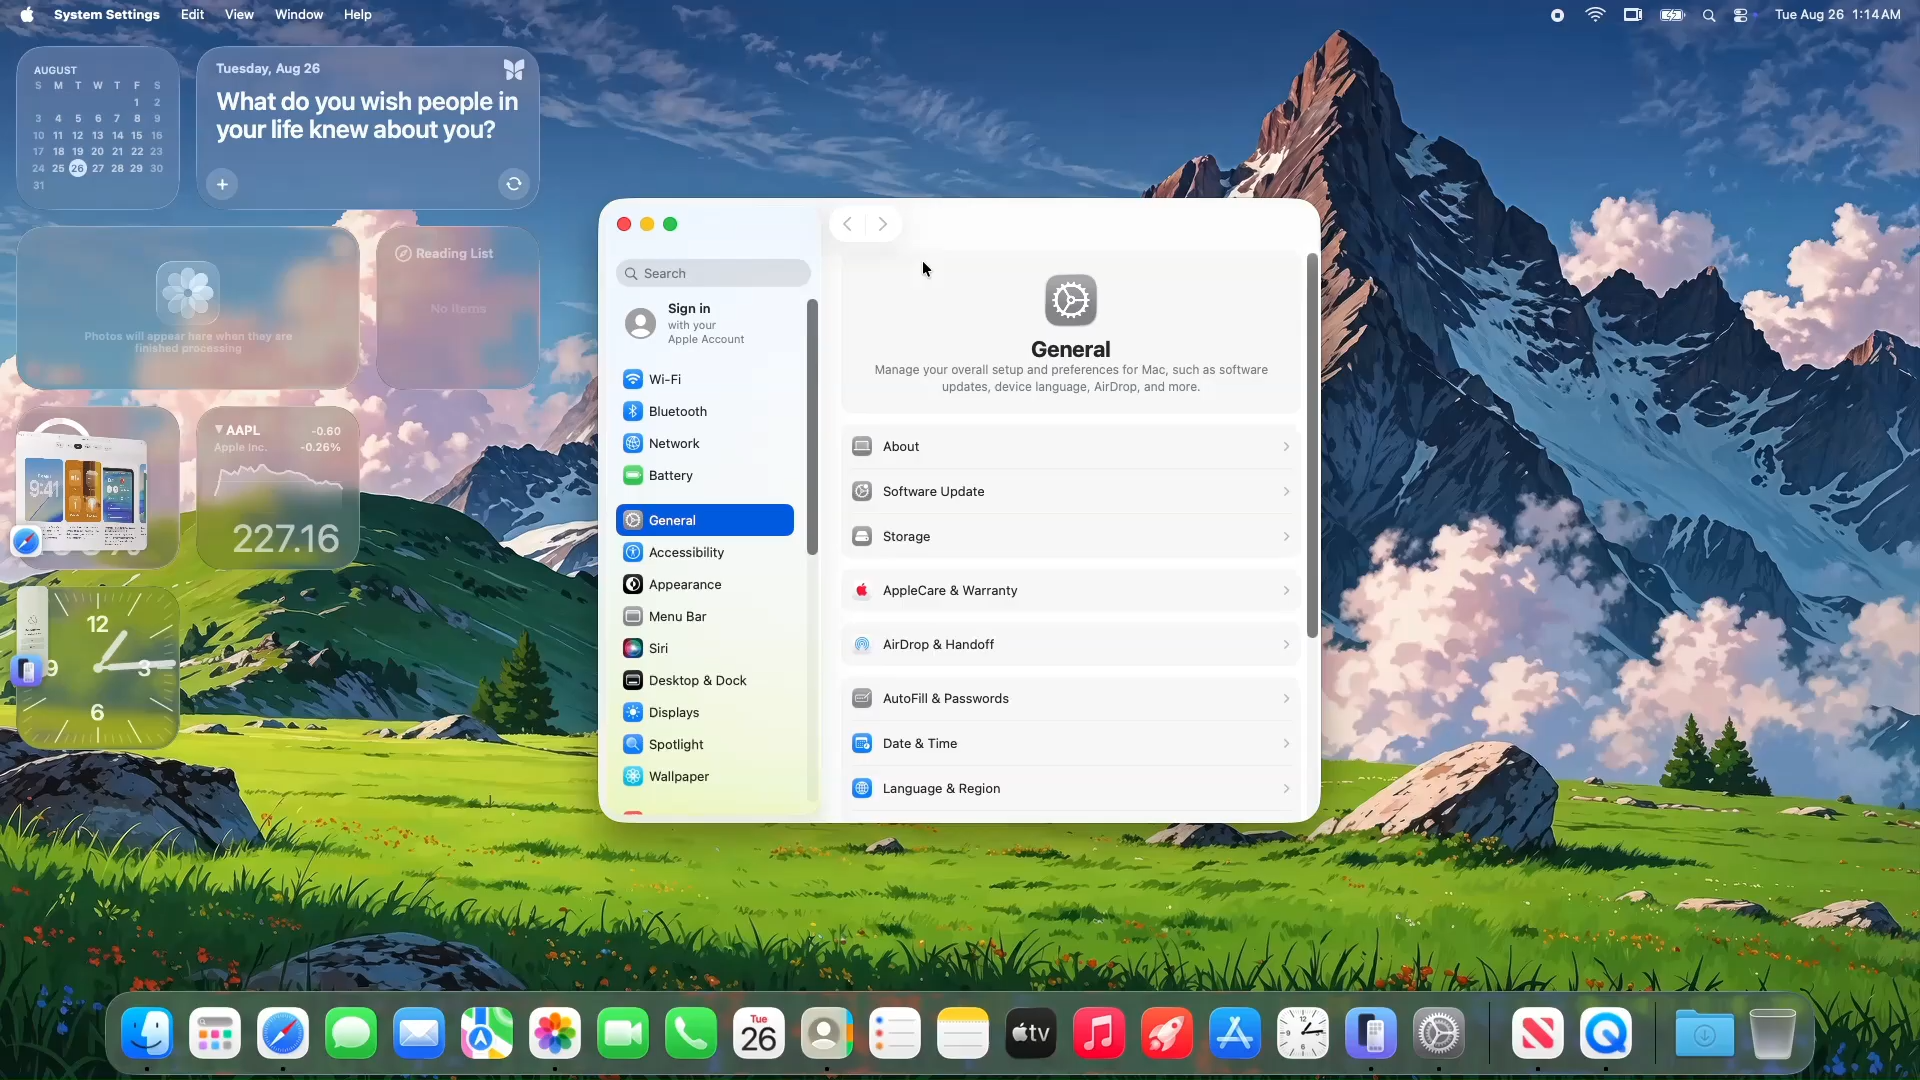 System Settings Edit View Window Help
Tue Aug 26 1:14 AM
AUGUST
S M T W T F S
1 2
3 4 5 6 7 8 9
10 11 12 13 14 15 16
17 18 19 20 21 22 23
24 25 26 27 28 29 30
31
Tuesday, Aug 26
What do you wish people in
your life knew about you?
Photos will appear here when they are
finished processing
Reading List
No Items
9:41
AAPL -0.60
Apple Inc. -0.26%
227.16
12
3
6
9
Search
Sign in
with your
Apple Account
Wi-Fi
Bluetooth
Network
Battery
General
Accessibility
Appearance
Menu Bar
Siri
Desktop & Dock
Displays
Spotlight
Wallpaper
General
Manage your overall setup and preferences for Mac, such as software
updates, device language, AirDrop, and more.
About
Software Update
Storage
AppleCare & Warranty
AirDrop & Handoff
AutoFill & Passwords
Date & Time
Language & Region
Tue
26
tv
12